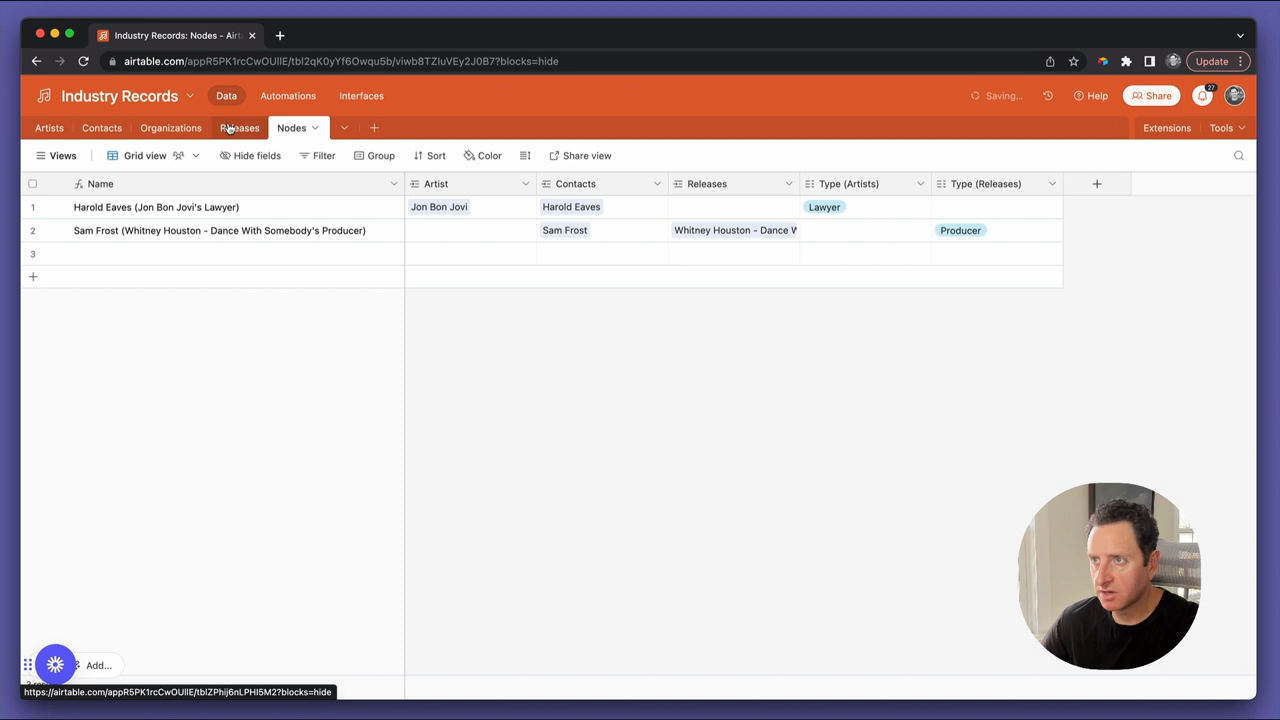 Industry Records: Nodes - Airt
airtable.com/appR5PK1rcCwOUIIE/tbl2qK0yYf6Owqu5b/viwb8TZIuVEy2J0B7?blocks=hide
Update
Industry Records
Data
Automations
Interfaces
Saving...
Help
Share
27
Artists
Contacts
Organizations
Releases
Nodes
Extensions
Tools
Views
Grid view
Hide fields
Filter
Group
Sort
Color
Share view
Name
Artist
Contacts
Releases
Type (Artists)
Type (Releases)
1 Harold Eaves (Jon Bon Jovi's Lawyer) Jon Bon Jovi Harold Eaves Lawyer
2 Sam Frost (Whitney Houston - Dance With Somebody's Producer) Sam Frost Whitney Houston - Dance W Producer
3
Add...
https://airtable.com/appR5PK1rcCwOUIIE/tblZPhij6nLPHI5M2?blocks=hide